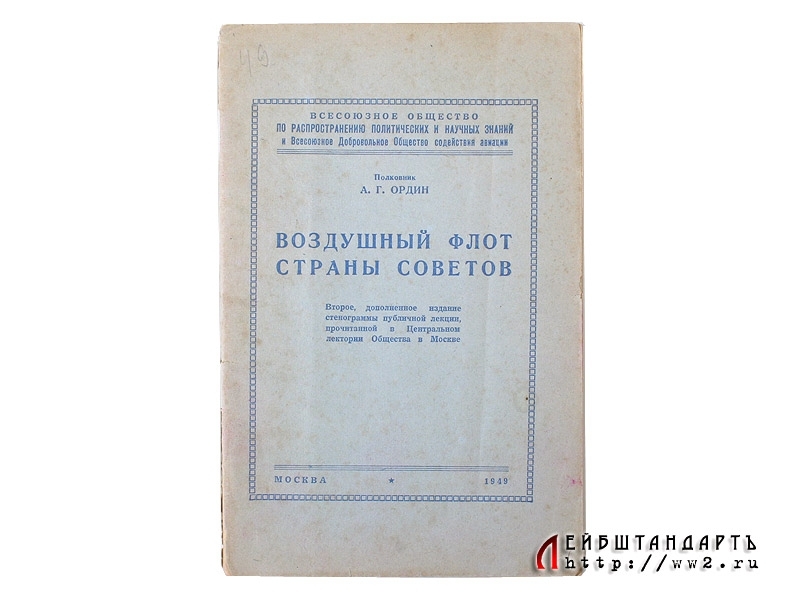 49
ВСЕСОЮЗНОЕ ОБЩЕСТВО
ПО РАСПРОСТРАНЕНИЮ ПОЛИТИЧЕСКИХ И НАУЧНЫХ ЗНАНИЙ
и Всесоюзное Добровольное Общество содействия авиации
Полковник
А. Г. ОРДИН
ВОЗДУШНЫЙ ФЛОТ
СТРАНЫ СОВЕТОВ
Второе, дополненное издание
стенограммы публичной лекции,
прочитанной в Центральном
лектории Общества в Москве
МОСКВА ★ 1949
ЛЕЙБШТАНДАРТЪ
http://ww2.ru